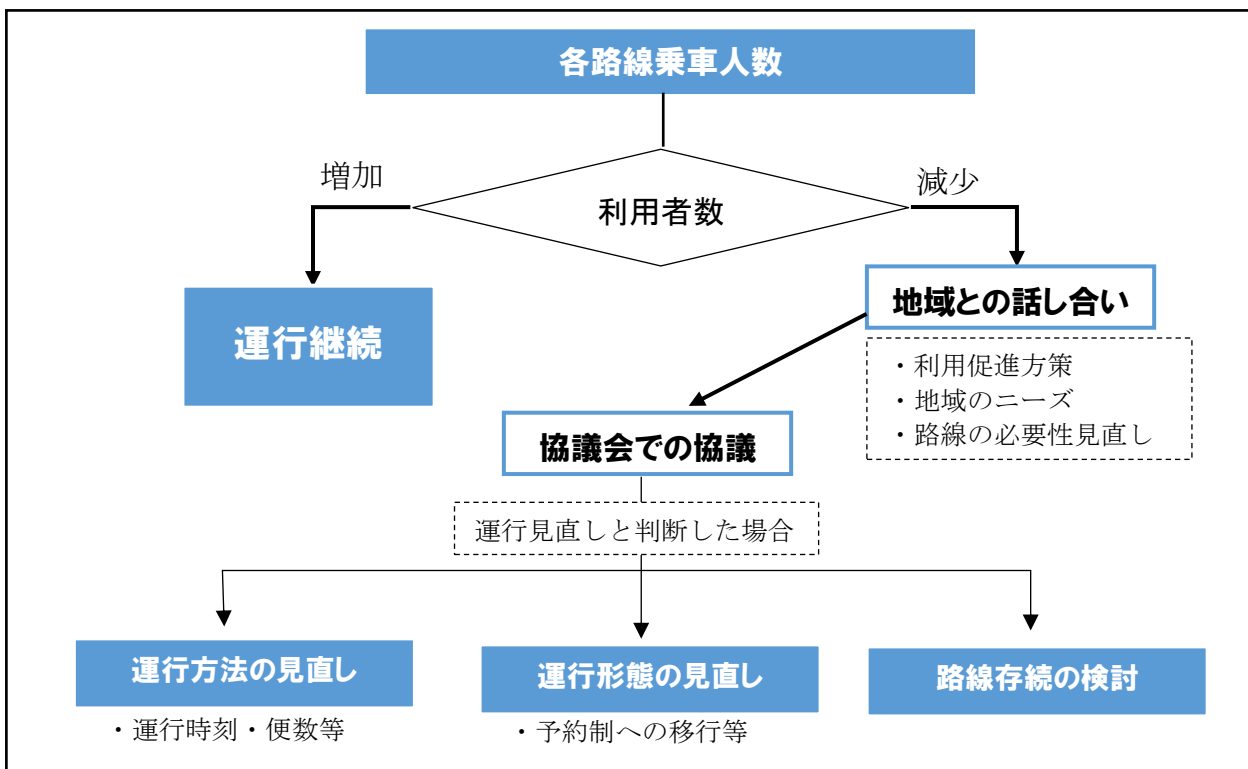 各路線乗車人数
増加
減少
利用者数
運行継続
地域との話し合い
・利用促進方策
・地域のニーズ
・路線の必要性見直し
協議会での協議
運行見直しと判断した場合
運行方法の見直し
・運行時刻・便数等
運行形態の見直し
・予約制への移行等
路線存続の検討